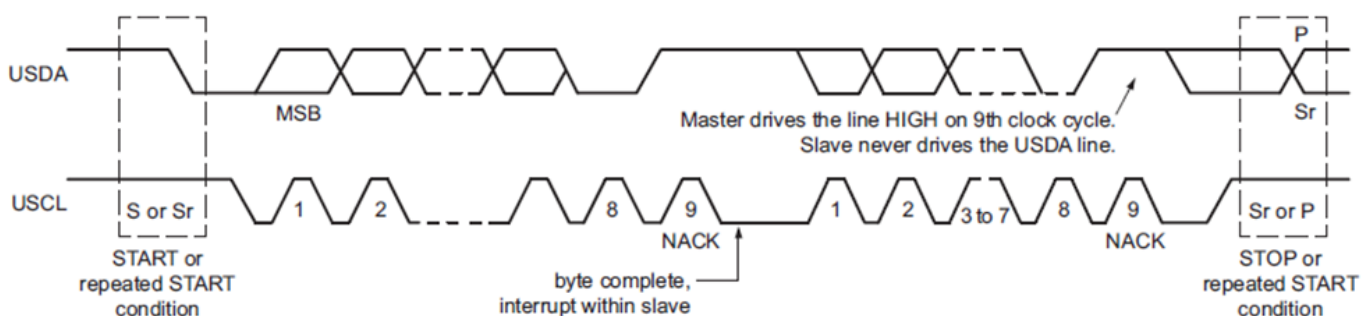 USDA
MSB
P
Sr
Master drives the line HIGH on 9th clock cycle.
Slave never drives the USDA line.
USCL
S or Sr
1
2
8
9
1
2
3 to 7
8
9
Sr or P
NACK
NACK
START or
repeated START
condition
byte complete,
interrupt within slave
STOP or
repeated START
condition